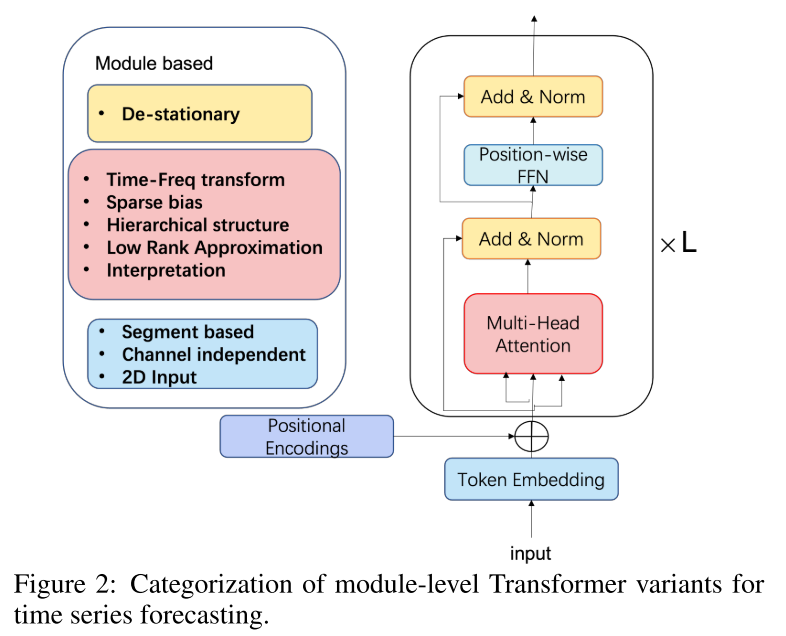 Module based
• De-stationary
• Time-Freq transform
• Sparse bias
• Hierarchical structure
• Low Rank Approximation
• Interpretation
• Segment based
• Channel independent
• 2D Input
Add & Norm
Position-wise
FFN
Add & Norm
×L
Multi-Head
Attention
Positional
Encodings
Token Embedding
input
Figure 2: Categorization of module-level Transformer variants for
time series forecasting.